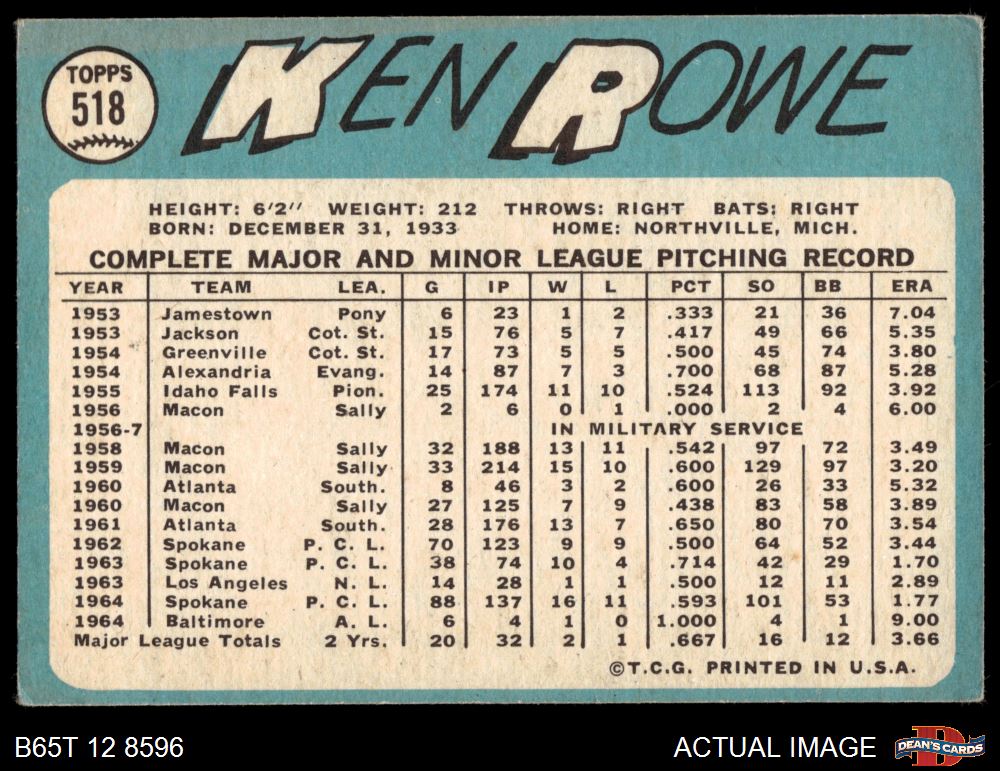 TOPPS
518
KEN ROWE
HEIGHT: 6'2'' WEIGHT: 212 THROWS: RIGHT BATS: RIGHT
BORN: DECEMBER 31, 1933 HOME: NORTHVILLE, MICH.
COMPLETE MAJOR AND MINOR LEAGUE PITCHING RECORD
YEAR TEAM LEA. G IP W L PCT SO BB ERA
1953 Jamestown Pony 6 23 1 2 .333 21 36 7.04
1953 Jackson Cot. St. 15 76 5 7 .417 49 66 5.35
1954 Greenville Cot. St. 17 73 5 5 .500 45 74 3.80
1954 Alexandria Evang. 14 87 7 3 .700 68 87 5.28
1955 Idaho Falls Pion. 25 174 11 10 .524 113 92 3.92
1956 Macon Sally 2 6 0 1 .000 2 4 6.00
1956-7 IN MILITARY SERVICE
1958 Macon Sally 32 188 13 11 .542 97 72 3.49
1959 Macon Sally 33 214 15 10 .600 129 97 3.20
1960 Atlanta South. 8 46 3 2 .600 26 33 5.32
1960 Macon Sally 27 125 7 9 .438 83 58 3.89
1961 Atlanta South. 28 176 13 7 .650 80 70 3.54
1962 Spokane P. C. L. 70 123 9 9 .500 64 52 3.44
1963 Spokane P. C. L. 38 74 10 4 .714 42 29 1.70
1963 Los Angeles N. L. 14 28 1 1 .500 12 11 2.89
1964 Spokane P. C. L. 88 137 16 11 .593 101 53 1.77
1964 Baltimore A. L. 6 4 1 0 1.000 4 1 9.00
Major League Totals 2 Yrs. 20 32 2 1 .667 16 12 3.66
©T.C.G. PRINTED IN U.S.A.
B65T 12 8596 ACTUAL IMAGE D DEAN'S CARDS